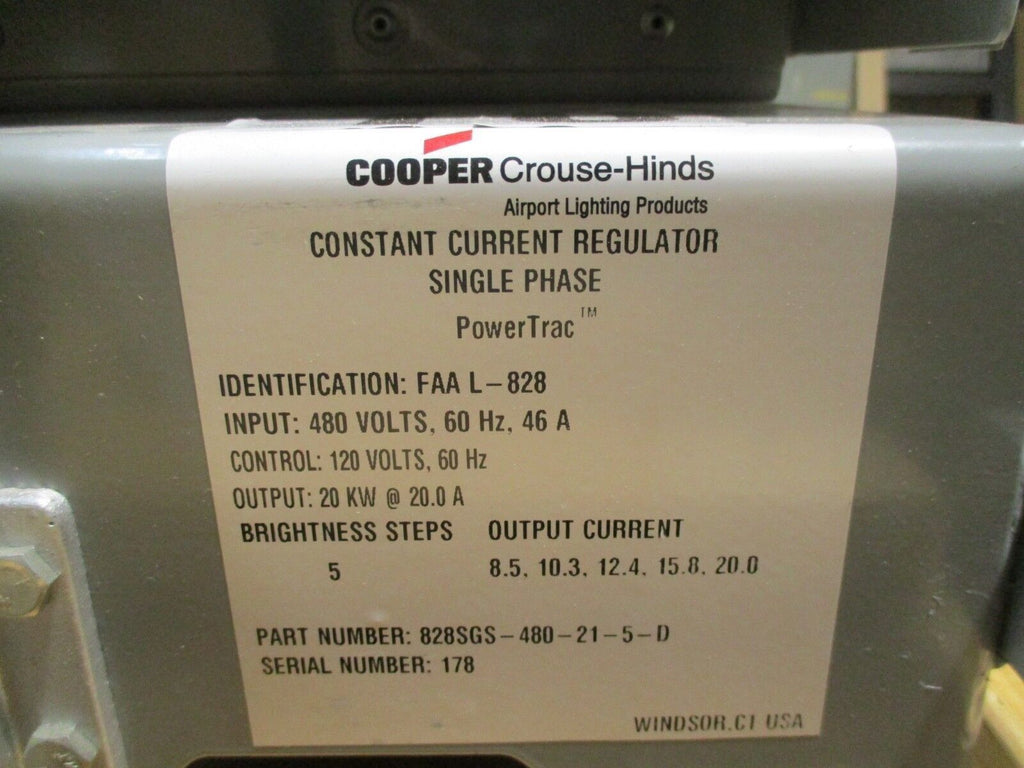 COOPER Crouse-Hinds
Airport Lighting Products
CONSTANT CURRENT REGULATOR
SINGLE PHASE
PowerTrac™
IDENTIFICATION: FAA L-828
INPUT: 480 VOLTS, 60 Hz, 46 A
CONTROL: 120 VOLTS, 60 Hz
OUTPUT: 20 KW @ 20.0 A
BRIGHTNESS STEPS OUTPUT CURRENT
5 8.5, 10.3, 12.4, 15.8, 20.0
PART NUMBER: 828SGS-480-21-5-D
SERIAL NUMBER: 178
WINDSOR, CT USA